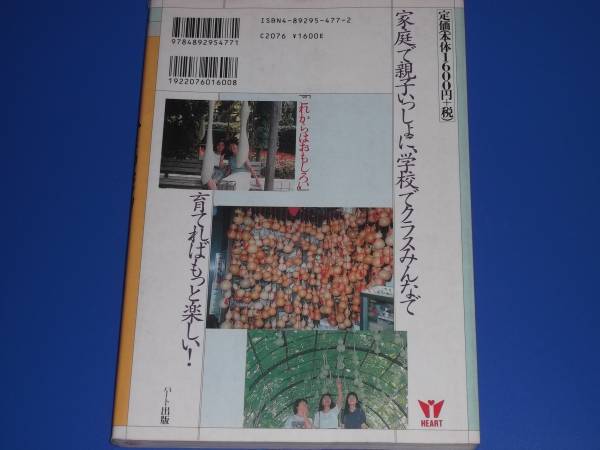 ISBN4-89295-477-2
C2076 ¥1600E
9784892954771
1922076016008
定価(本体1600円+税)
家庭で親子いっしょに、学校でクラスみんなで
これからはおもしろい
育てればもっと楽しい!
ハート出版
HEART